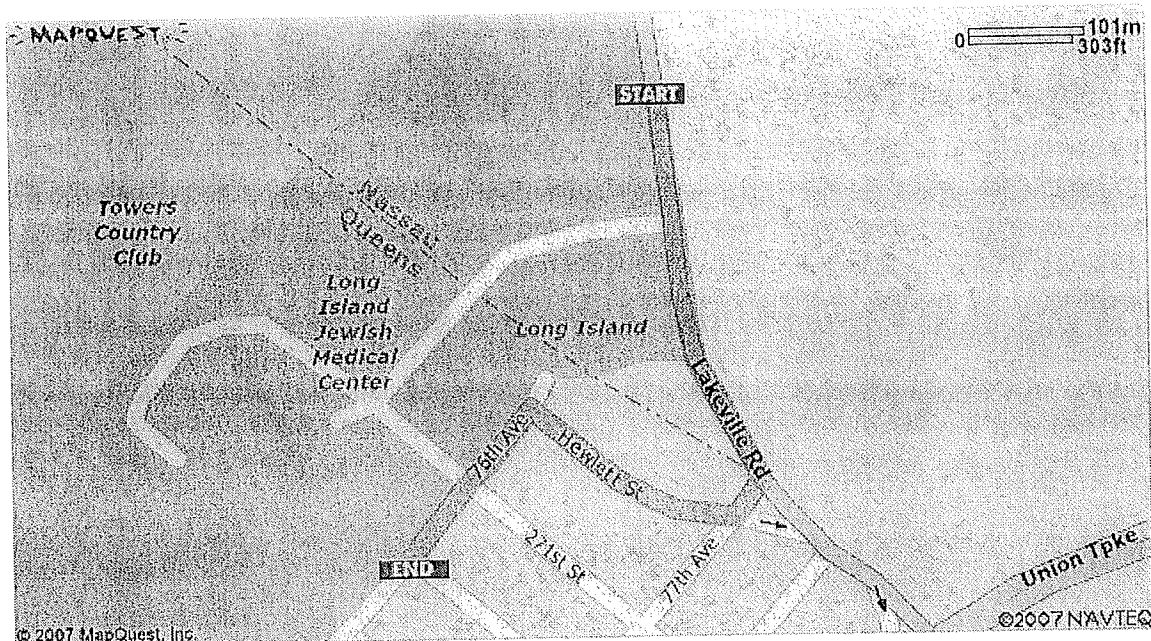 MAPQUEST
0 101m
303ft
START
Nassau
Queens
Towers
Country
Club
Long
Island
Jewish
Medical
Center
Long Island
Lakeville Rd
76th Ave
Hewlett St
271st St
77th Ave
END
Union Tpke
© 2007 MapQuest, Inc
©2007 NAVTEQ